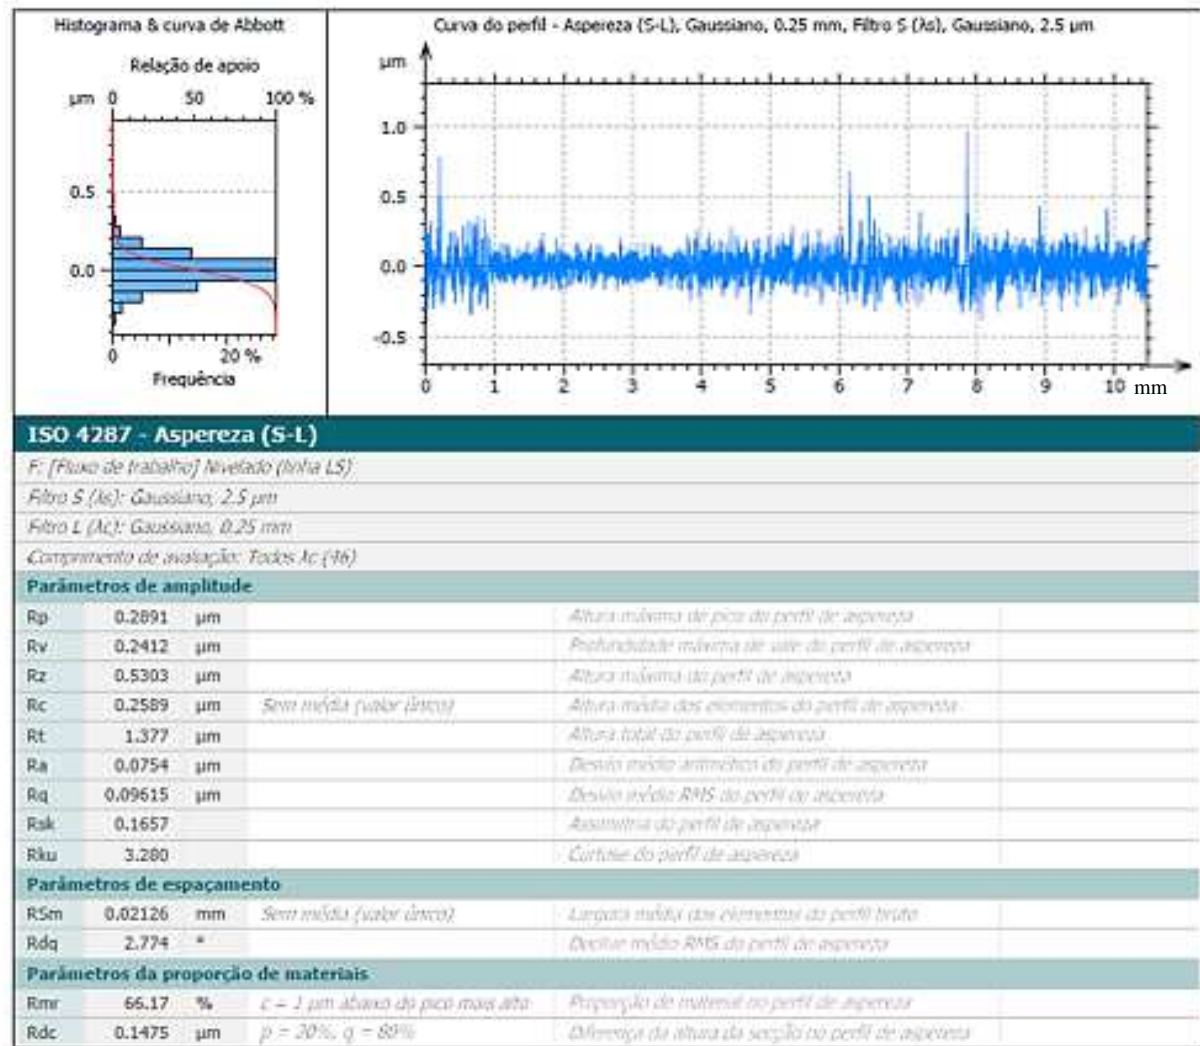 Histograma & curva de Abbott
Relação de apoio
µm 0 50 100 %
0.5
0.0
0 20 %
Frequência
Curva do perfil - Aspereza (S-L), Gaussiano, 0.25 mm, Filtro S (λs), Gaussiano, 2.5 µm
µm
1.0
0.5
0.0
-0.5
0 1 2 3 4 5 6 7 8 9 10 mm
ISO 4287 - Aspereza (S-L)
F: [Fluxo de trabalho] Nivelado (linha LS)
Filtro S (λs): Gaussiano, 2.5 µm
Filtro L (λc): Gaussiano, 0.25 mm
Comprimento de avaliação: Todos λc (46)
Parâmetros de amplitude
Rp 0.2891 µm Altura máxima de pico do perfil de aspereza
Rv 0.2412 µm Profundidade máxima de vale do perfil de aspereza
Rz 0.5303 µm Altura máxima do perfil de aspereza
Rc 0.2589 µm Sem média (valor único) Altura média dos elementos do perfil de aspereza
Rt 1.377 µm Altura total do perfil de aspereza
Ra 0.0754 µm Desvio médio aritmético do perfil de aspereza
Rq 0.09615 µm Desvio médio RMS do perfil de aspereza
Rsk 0.1657 Assimetria do perfil de aspereza
Rku 3.280 Curtose do perfil de aspereza
Parâmetros de espaçamento
RSm 0.02126 mm Sem média (valor único) Largura média dos elementos do perfil bruto
Rdq 2.774 ° Declive médio RMS do perfil de aspereza
Parâmetros da proporção de materiais
Rmr 66.17 % c = 1 µm abaixo do pico mais alto Proporção de material no perfil de aspereza
Rdc 0.1475 µm p = 20%, q = 80% Diferença da altura da secção no perfil de aspereza